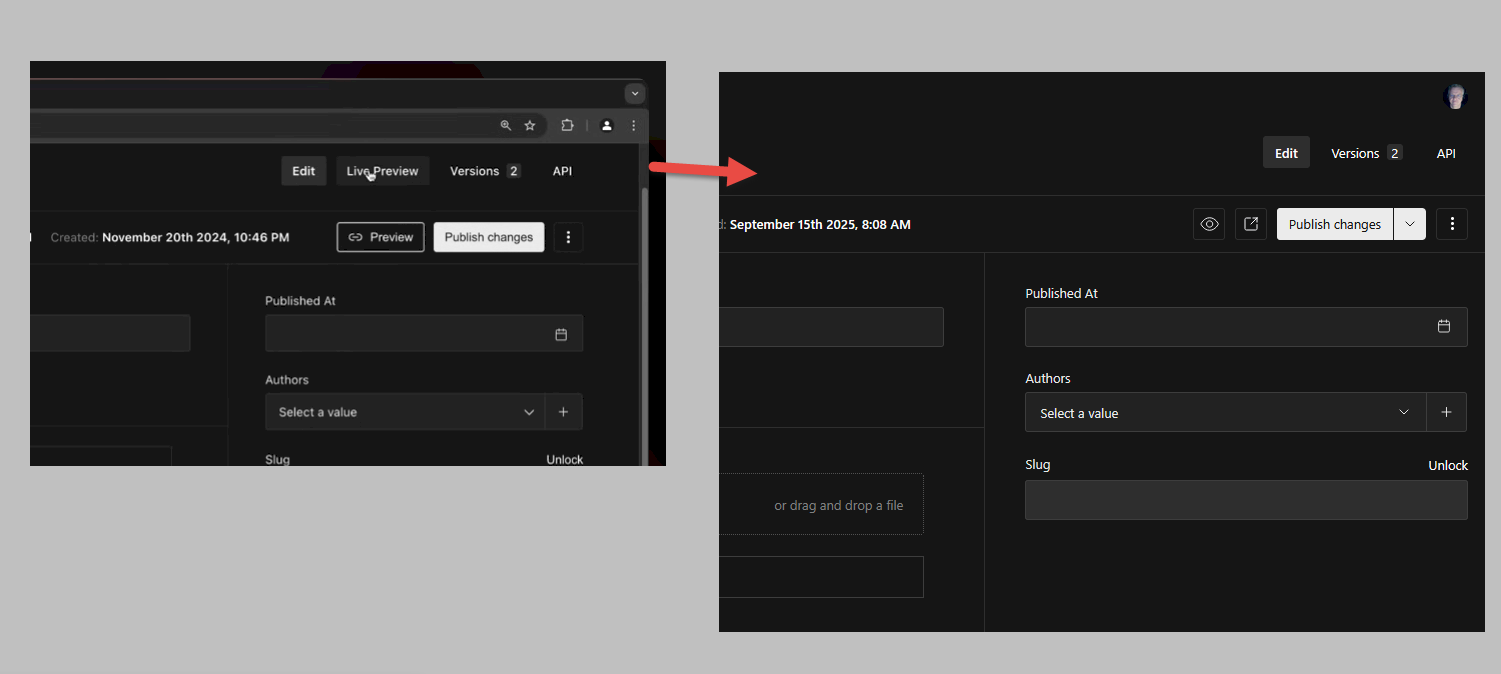 Edit Live Preview Versions 2 API
Created: November 20th 2024, 10:46 PM Preview Publish changes
Published At
Authors
Select a value
Slug Unlock
Edit Versions 2 API
d: September 15th 2025, 8:08 AM Publish changes
Published At
Authors
Select a value
Slug Unlock
or drag and drop a file